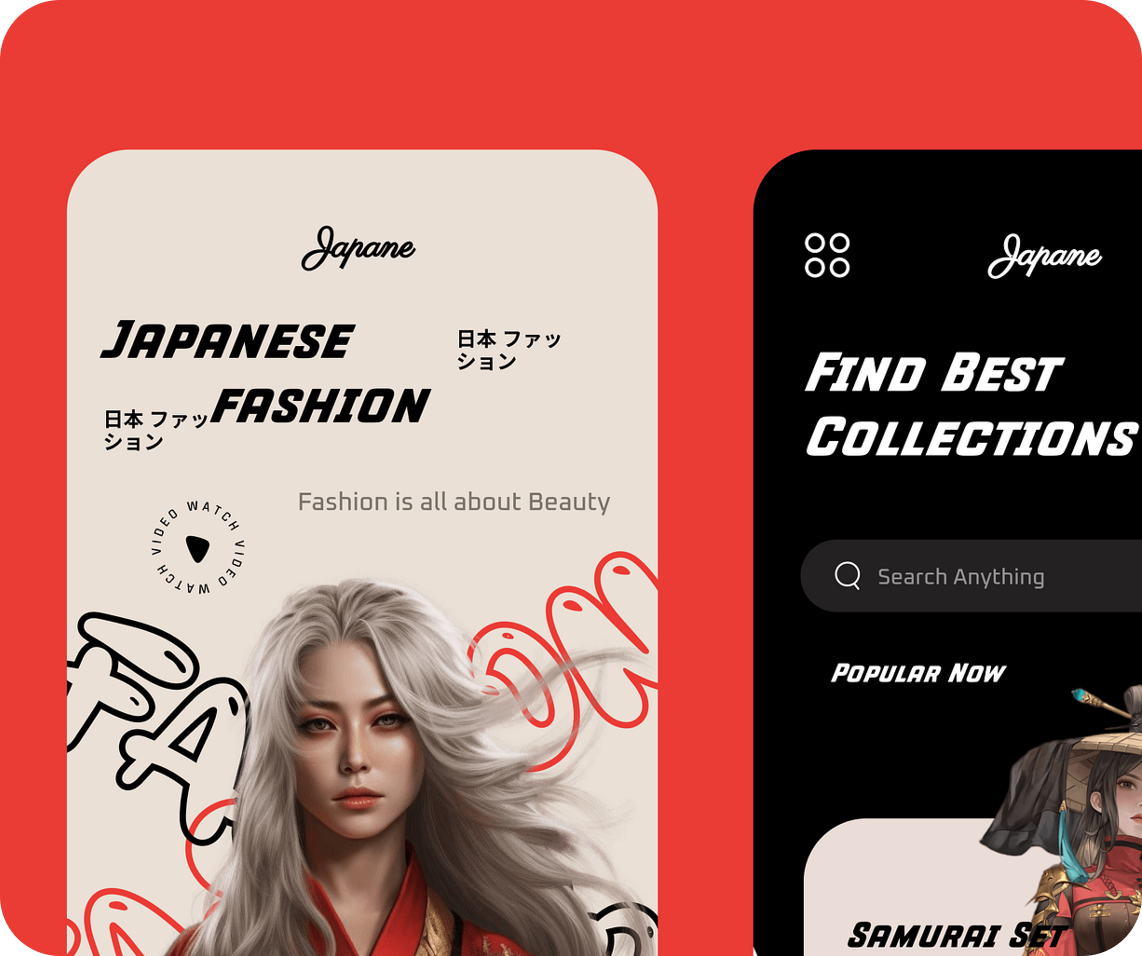 Japane
Japanese
日本 ファッ
ション
fashion
日本 ファッ
ション
Fashion is all about Beauty
WATCH VIDEO WATCH VIDEO
FA
Japane
Find Best
Collections
Search Anything
Popular Now
Samurai Set